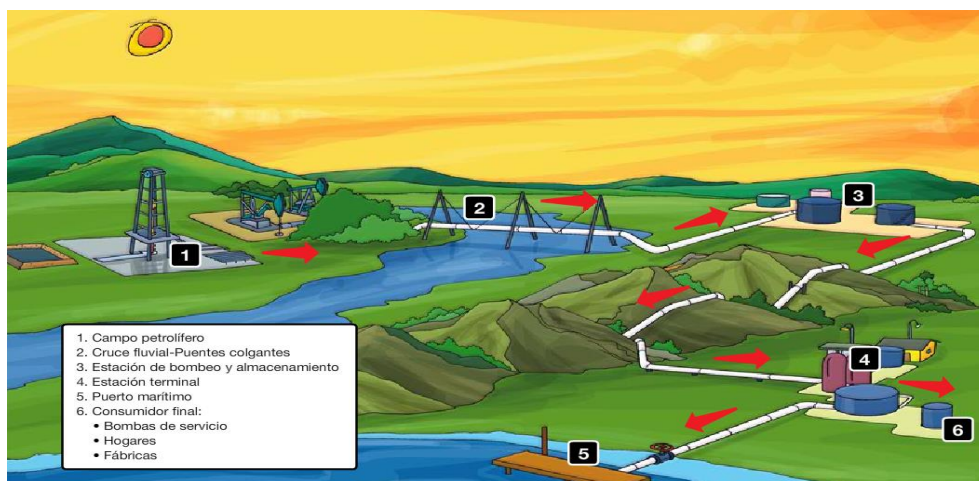 1
2
3
4
5
6
1. Campo petrolífero
2. Cruce fluvial-Puentes colgantes
3. Estación de bombeo y almacenamiento
4. Estación terminal
5. Puerto marítimo
6. Consumidor final:
• Bombas de servicio
• Hogares
• Fábricas